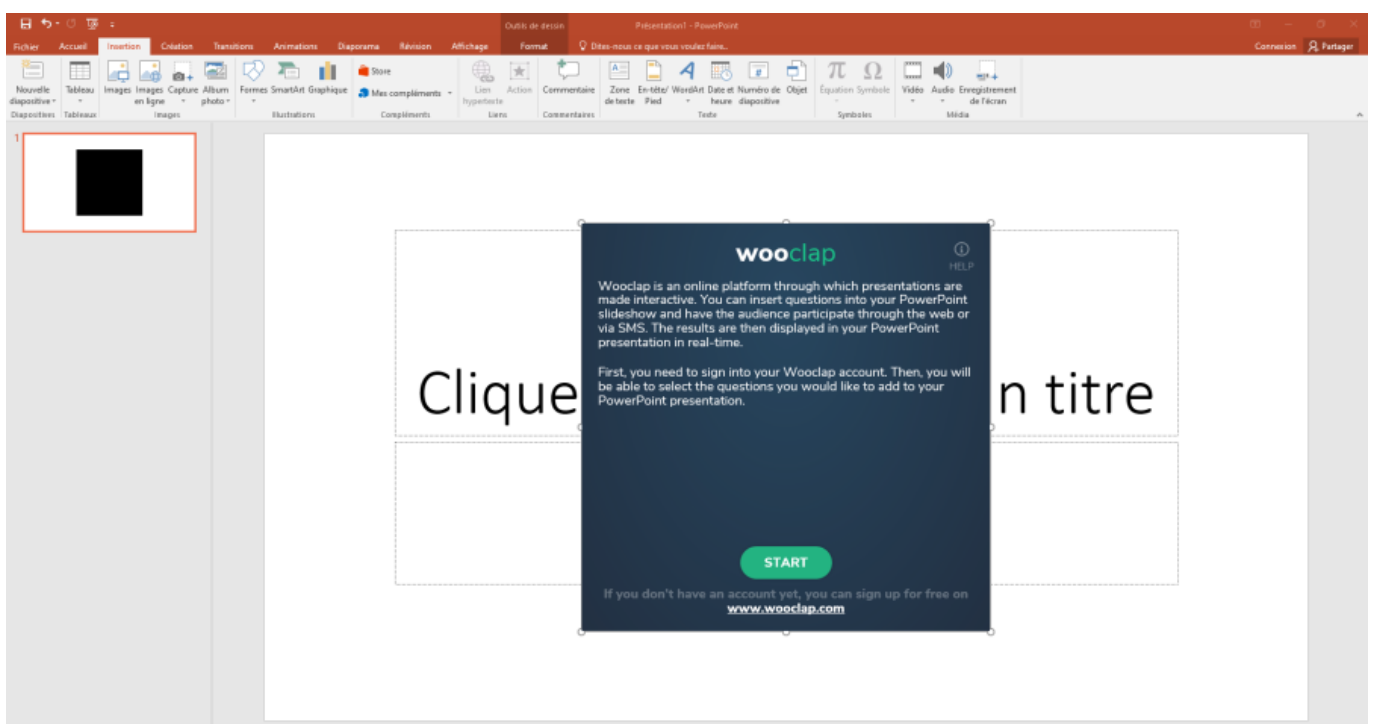 Outils de dessin
Présentation1 - PowerPoint
Fichier Accueil Insertion Création Transitions Animations Diaporama Révision Affichage Format Dites-nous ce que vous voulez faire... Connexion Partager
Nouvelle diapositive
Tableau
Images
Images en ligne
Capture
Album photo
Formes
SmartArt
Graphique
Store
Mes compléments
Lien hypertexte
Action
Commentaire
Zone de texte
En-tête/ Pied
WordArt
Date et heure
Numéro de diapositive
Objet
Équation
Symbole
Vidéo
Audio
Enregistrement de l'écran
Diapositives Tableaux Images Illustrations Compléments Liens Commentaires Texte Symboles Média
1
wooclap
HELP
Wooclap is an online platform through which presentations are
made interactive. You can insert questions into your PowerPoint
slideshow and have the audience participate through the web or
via SMS. The results are then displayed in your PowerPoint
presentation in real-time.
First, you need to sign into your Wooclap account. Then, you will
be able to select the questions you would like to add to your
PowerPoint presentation.
Clique n titre
START
If you don't have an account yet, you can sign up for free on
www.wooclap.com